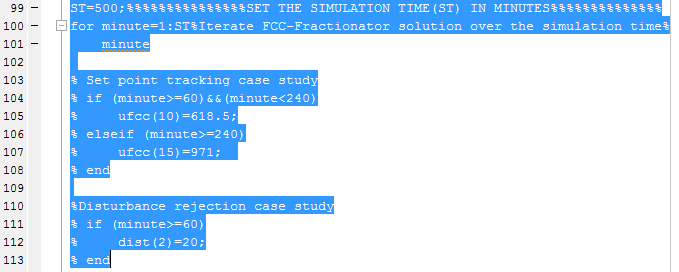 99 ST=500;%%%%%%%%%%%%%%%SET THE SIMULATION TIME(ST) IN MINUTES%%%%%%%%%%%%%%
100 for minute=1:ST%Iterate FCC-Fractionator solution over the simulation time%
101 minute
102
103 % Set point tracking case study
104 % if (minute>=60)&&(minute<240)
105 % ufcc(10)=618.5;
106 % elseif (minute>=240)
107 % ufcc(15)=971;
108 % end
109
110 %Disturbance rejection case study
111 % if (minute>=60)
112 % dist(2)=20;
113 % end